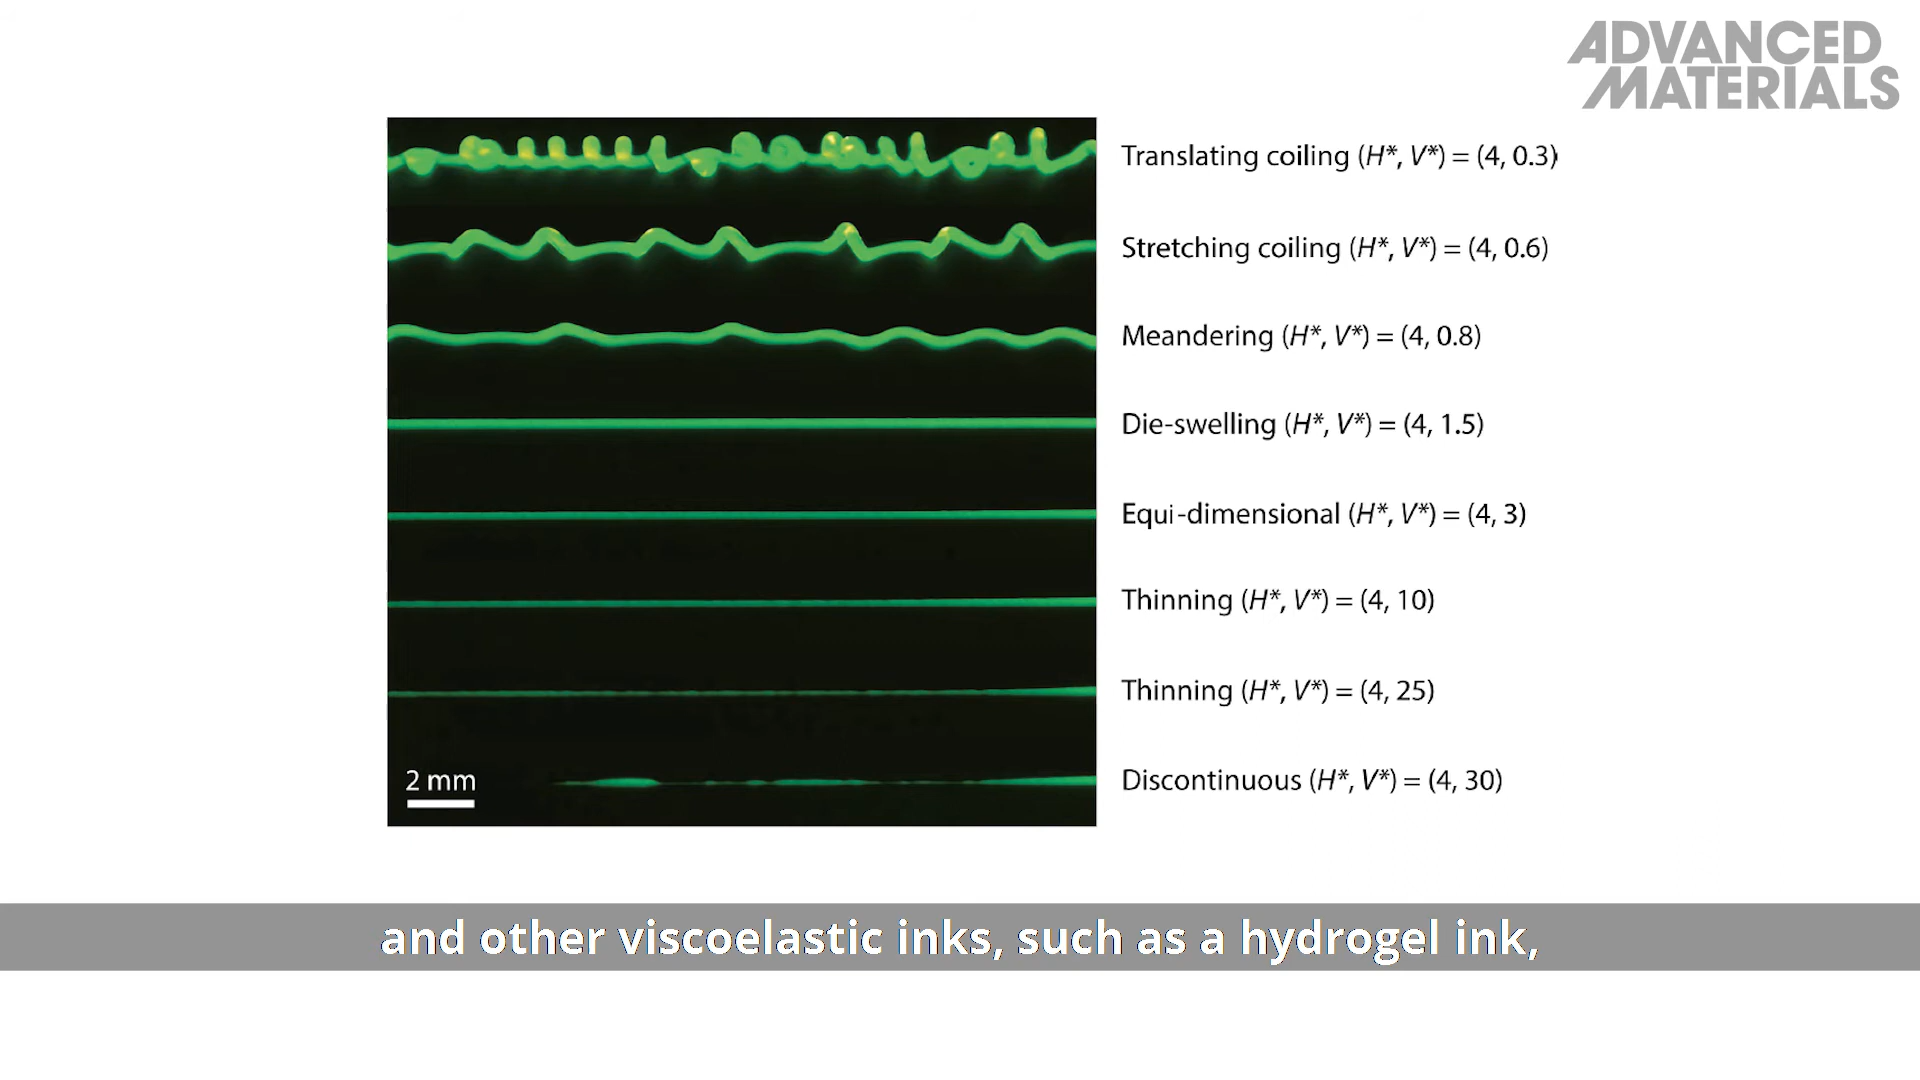 ADVANCED
MATERIALS
Translating coiling (H*, V*) = (4, 0.3)
Stretching coiling (H*, V*) = (4, 0.6)
Meandering (H*, V*) = (4, 0.8)
Die-swelling (H*, V*) = (4, 1.5)
Equi-dimensional (H*, V*) = (4, 3)
Thinning (H*, V*) = (4, 10)
Thinning (H*, V*) = (4, 25)
2 mm
Discontinuous (H*, V*) = (4, 30)
and other viscoelastic inks, such as a hydrogel ink,